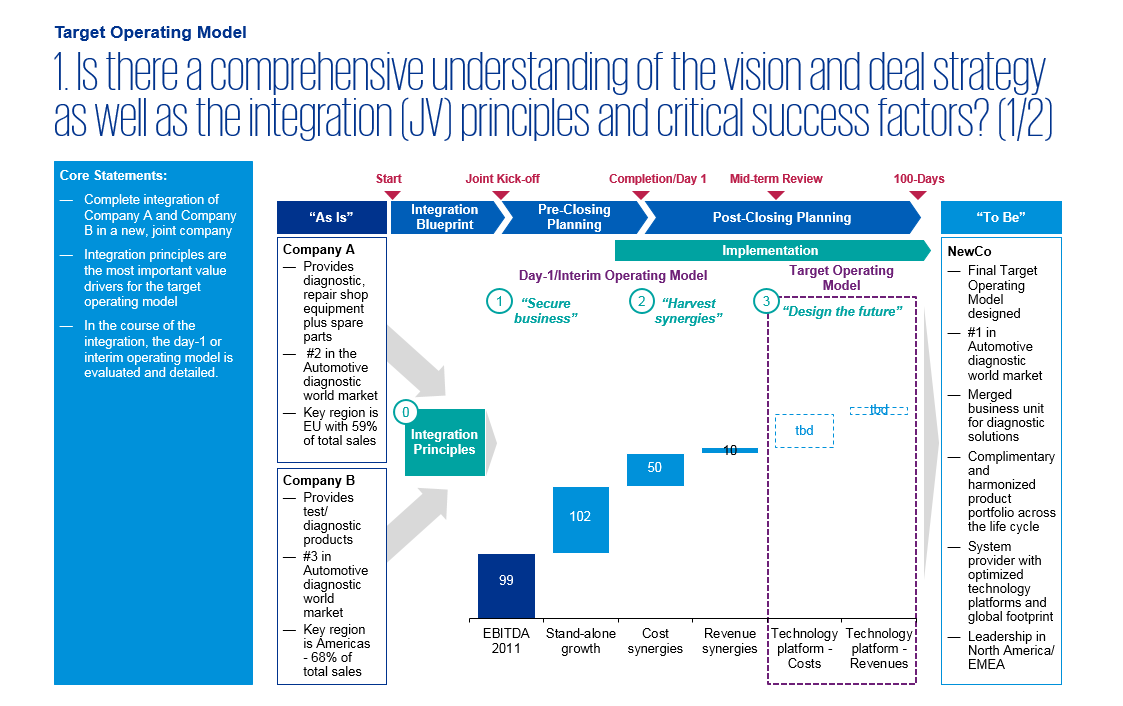 Target Operating Model
1. Is there a comprehensive understanding of the vision and deal strategy
as well as the integration (JV) principles and critical success factors? (1/2)
Core Statements:
— Complete integration of
Company A and Company
B in a new, joint company
— Integration principles are
the most important value
drivers for the target
operating model
— In the course of the
integration, the day-1 or
interim operating model is
evaluated and detailed.
Start
Joint Kick-off
Completion/Day 1
Mid-term Review
100-Days
“As Is”
Integration
Blueprint
Pre-Closing
Planning
Post-Closing Planning
“To Be”
Implementation
Company A
— Provides
diagnostic,
repair shop
equipment
plus spare
parts
— #2 in the
Automotive
diagnostic
world market
— Key region is
EU with 59%
of total sales
Company B
— Provides
test/
diagnostic
products
— #3 in
Automotive
diagnostic
world
market
— Key region
is Americas
- 68% of
total sales
0
Integration
Principles
Day-1/Interim Operating Model
Target Operating
Model
1
“Secure
business”
2
“Harvest
synergies”
3
“Design the future”
99
102
50
10
tbd
tbd
EBITDA
2011
Stand-alone
growth
Cost
synergies
Revenue
synergies
Technology
platform -
Costs
Technology
platform -
Revenues
NewCo
— Final Target
Operating
Model
designed
— #1 in
Automotive
diagnostic
world market
— Merged
business unit
for diagnostic
solutions
— Complimentary
and
harmonized
product
portfolio across
the life cycle
— System
provider with
optimized
technology
platforms and
global footprint
— Leadership in
North America/
EMEA